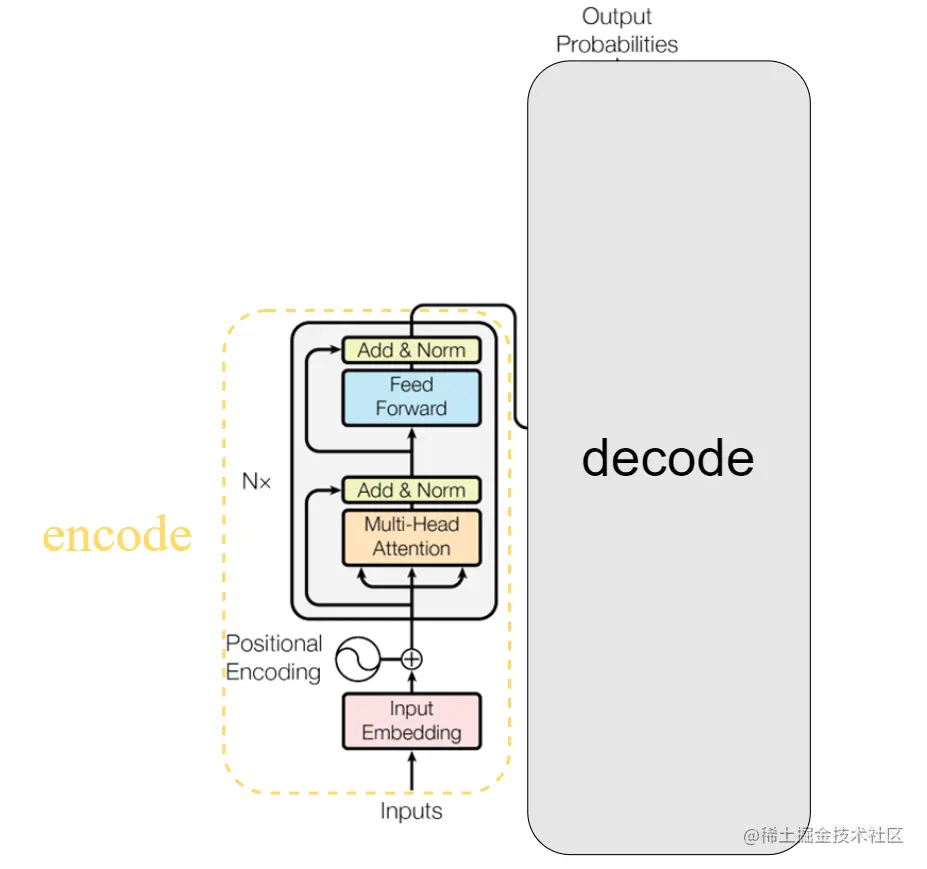 Output
Probabilities
Add & Norm
Feed
Forward
Nx
Add & Norm
Multi-Head
Attention
encode
decode
Positional
Encoding
Input
Embedding
Inputs
@稀土掘金技术社区